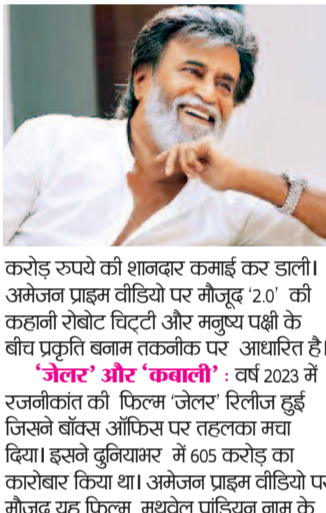 करोड़ रुपये की शानदार कमाई कर डाली।
अमेजन प्राइम वीडियो पर मौजूद ‘2.0’ की
कहानी रोबोट चिट्टी और मनुष्य पक्षी के
बीच प्रकृति बनाम तकनीक पर आधारित है।
‘जेलर’ और ‘कबाली’ : वर्ष 2023 में
रजनीकांत की फिल्म ‘जेलर’ रिलीज हुई
जिसने बॉक्स ऑफिस पर तहलका मचा
दिया। इसने दुनियाभर में 605 करोड़ का
कारोबार किया था। अमेजन प्राइम वीडियो पर
मौजूद यह फिल्म मुथुवेल पांडियन नाम के